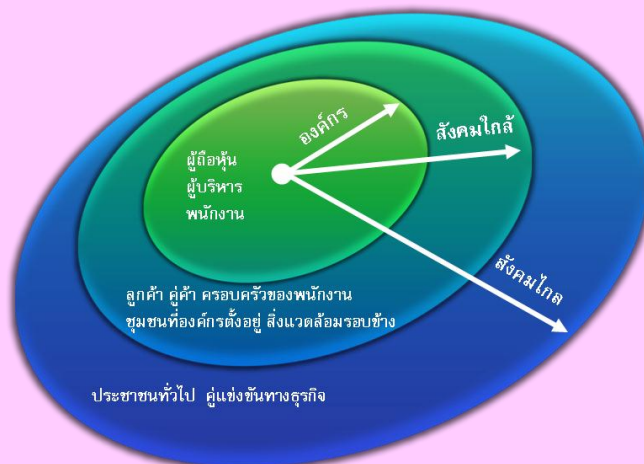 องค์กร
สังคมใกล้
ผู้ถือหุ้น
ผู้บริหาร
พนักงาน
สังคมไกล
ลูกค้า คู่ค้า ครอบครัวของพนักงาน
ชุมชนที่องค์กรตั้งอยู่ สิ่งแวดล้อมรอบข้าง
ประชาชนทั่วไป คู่แข่งขันทางธุรกิจ